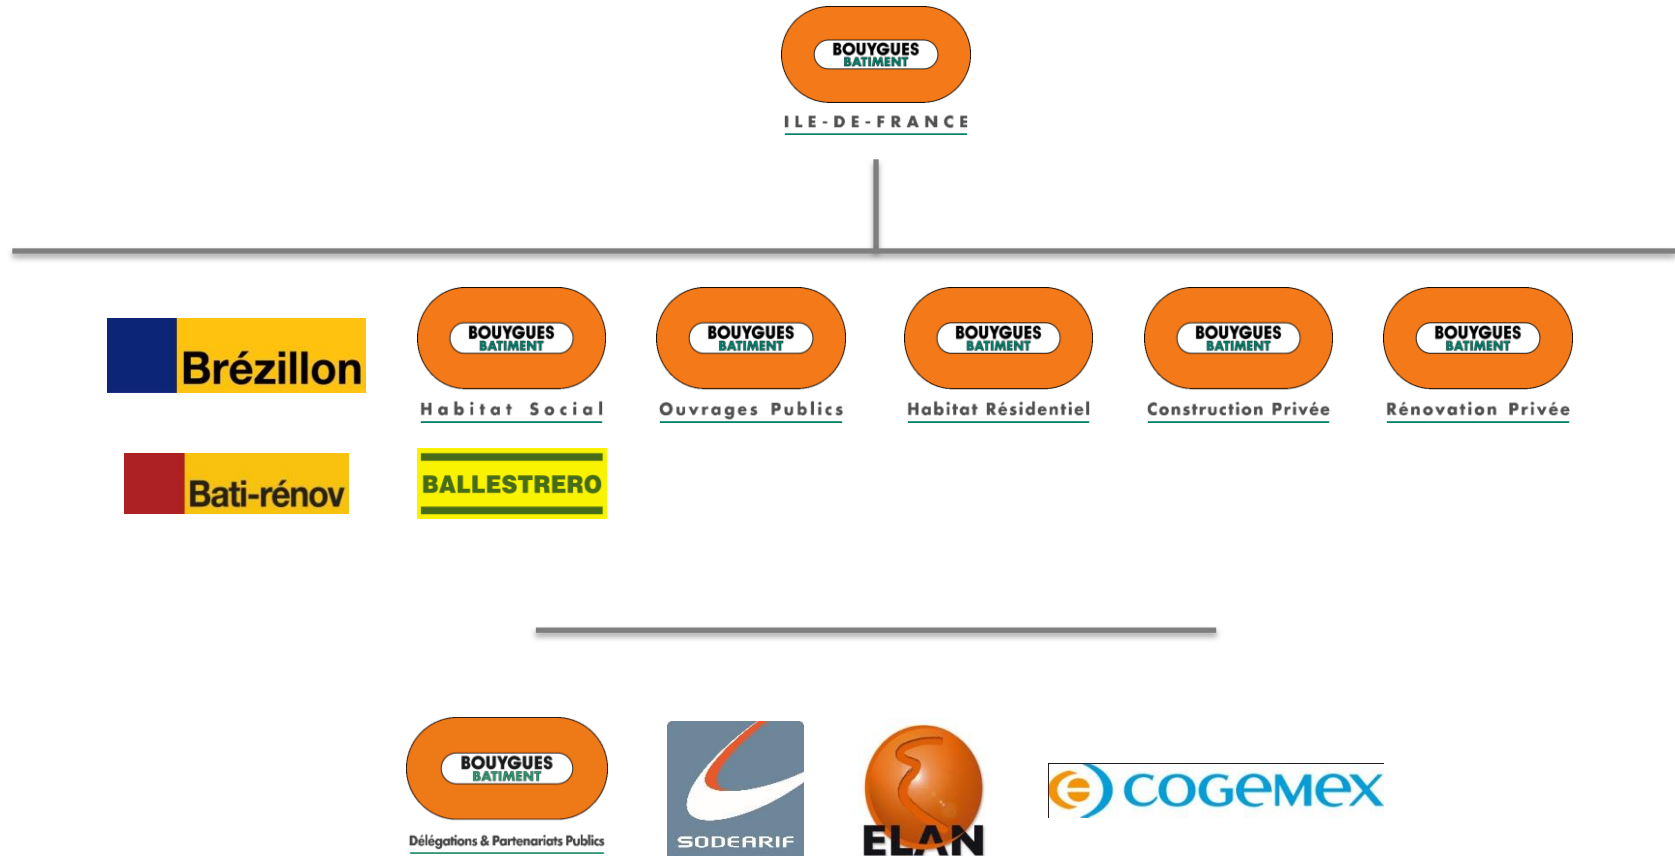 BOUYGUES
BATIMENT
ILE-DE-FRANCE
Brézillon
BOUYGUES
BATIMENT
Habitat Social
BOUYGUES
BATIMENT
Ouvrages Publics
BOUYGUES
BATIMENT
Habitat Résidentiel
BOUYGUES
BATIMENT
Construction Privée
BOUYGUES
BATIMENT
Rénovation Privée
Bati-rénov
BALLESTRERO
BOUYGUES
BATIMENT
Délégations & Partenariats Publics
SODEARIF
ELAN
COGEMEX